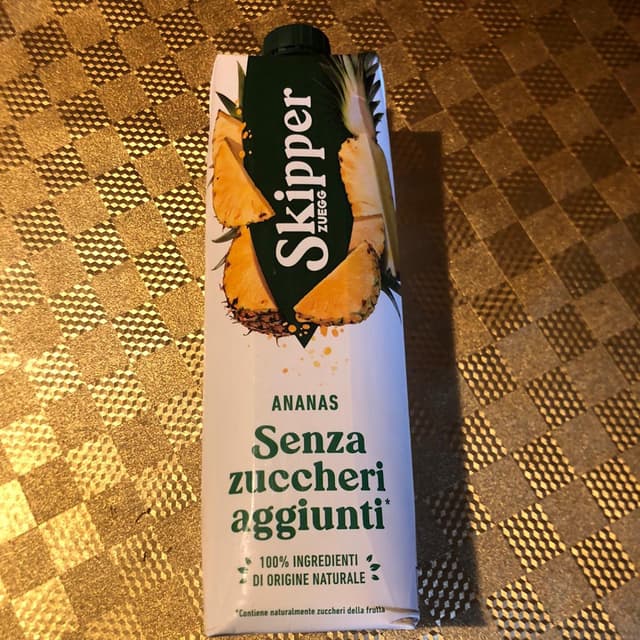 Skipper
ZUEGG
ANANAS
Senza
zuccheri
aggiunti*
100% INGREDIENTI
DI ORIGINE NATURALE
*Contiene naturalmente zuccheri della frutta